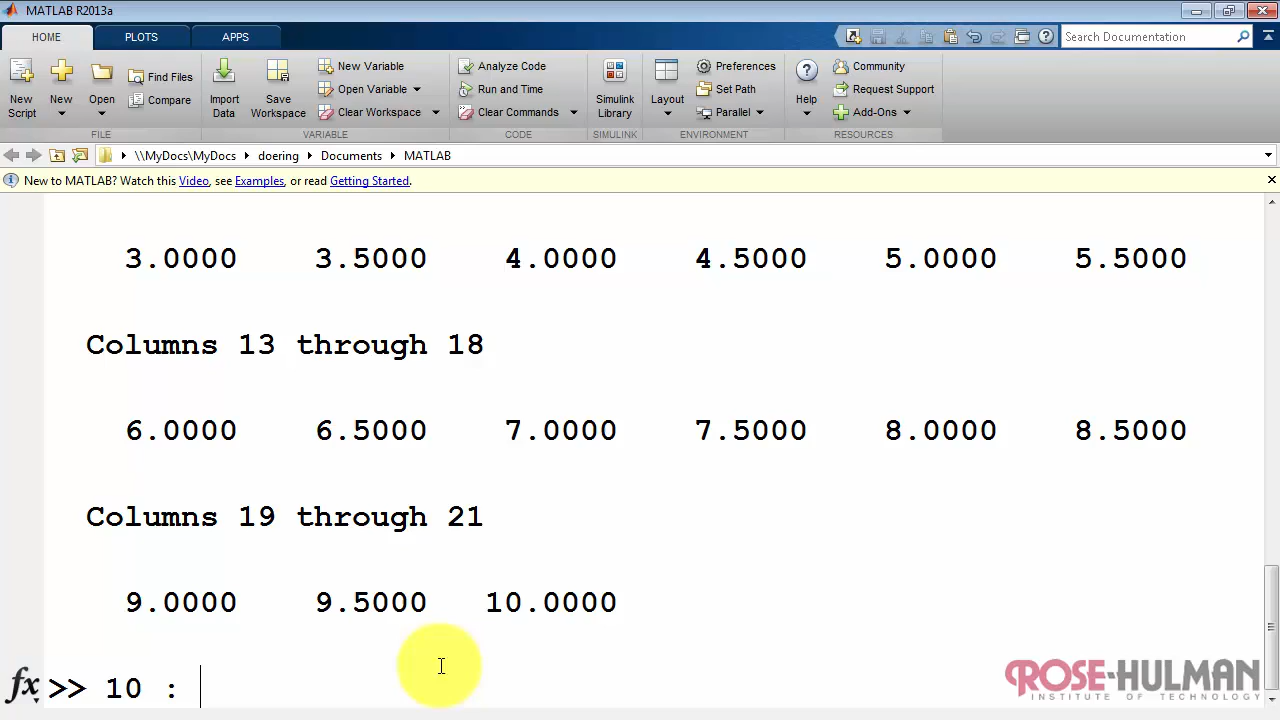 MATLAB R2013a
HOME PLOTS APPS Search Documentation
New Script New Open Find Files Compare Import Data Save Workspace New Variable Open Variable Clear Workspace Analyze Code Run and Time Clear Commands Simulink Library Layout Preferences Set Path Parallel Help Community Request Support Add-Ons
FILE VARIABLE CODE SIMULINK ENVIRONMENT RESOURCES
\\MyDocs\MyDocs doering Documents MATLAB
New to MATLAB? Watch this Video, see Examples, or read Getting Started.
3.0000 3.5000 4.0000 4.5000 5.0000 5.5000
Columns 13 through 18
6.0000 6.5000 7.0000 7.5000 8.0000 8.5000
Columns 19 through 21
9.0000 9.5000 10.0000
fx >> 10 :
ROSE-HULMAN
INSTITUTE OF TECHNOLOGY